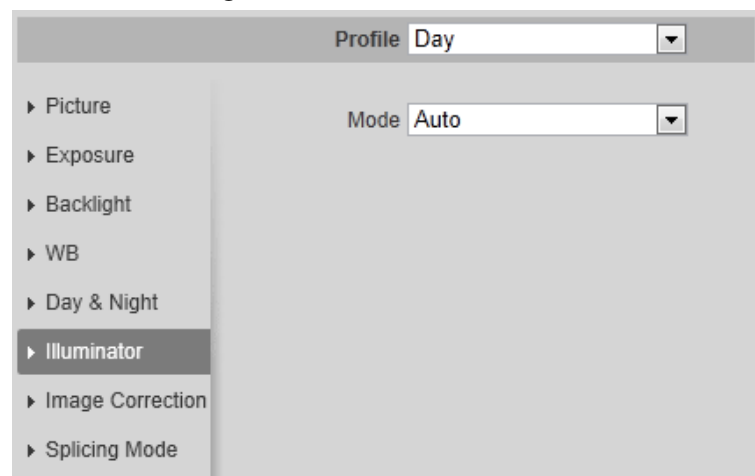 Profile Day
Picture
Mode Auto
Exposure
Backlight
WB
Day & Night
Illuminator
Image Correction
Splicing Mode